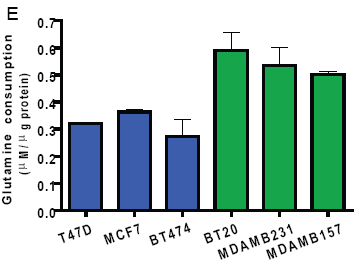 E
Glutamine consumption
(μM/μg protein)
0.7
0.6
0.5
0.4
0.3
0.2
0.1
0.0
T47D
MCF7
BT474
BT20
MDAMB231
MDAMB157